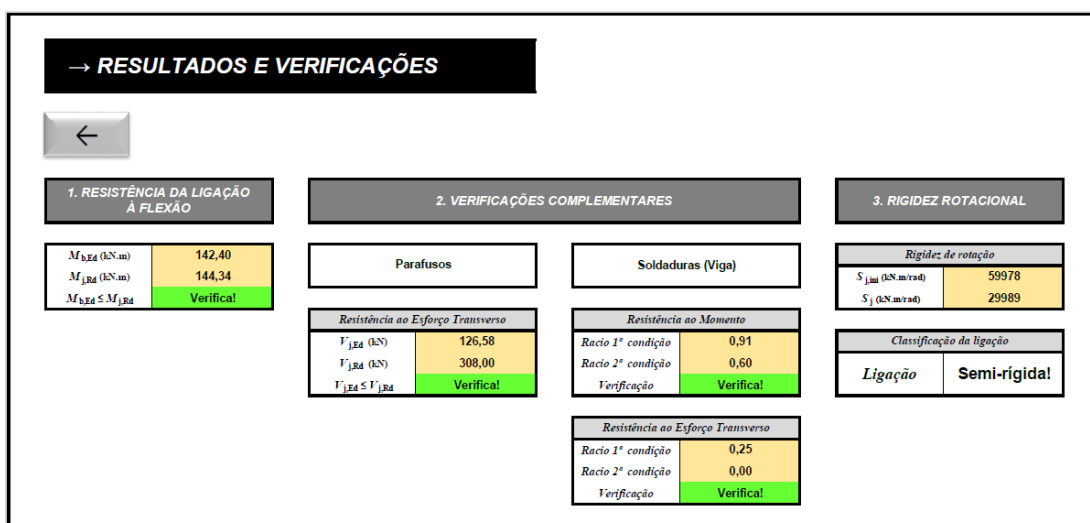 → RESULTADOS E VERIFICAÇÕES
←
1. RESISTÊNCIA DA LIGAÇÃO
À FLEXÃO
M b,Ed (kN.m) 142,40
M j,Rd (kN.m) 144,34
M b,Ed ≤ M j,Rd Verifica!
2. VERIFICAÇÕES COMPLEMENTARES
Parafusos
Resistência ao Esforço Transverso
V j,Ed (kN) 126,58
V j,Rd (kN) 308,00
V j,Ed ≤ V j,Rd Verifica!
Soldaduras (Viga)
Resistência ao Momento
Racio 1ª condição 0,91
Racio 2ª condição 0,60
Verificação Verifica!
Resistência ao Esforço Transverso
Racio 1ª condição 0,25
Racio 2ª condição 0,00
Verificação Verifica!
3. RIGIDEZ ROTACIONAL
Rigidez de rotação
S j,ini (kN.m/rad) 59978
S j (kN.m/rad) 29989
Classificação da ligação
Ligação Semi-rígida!